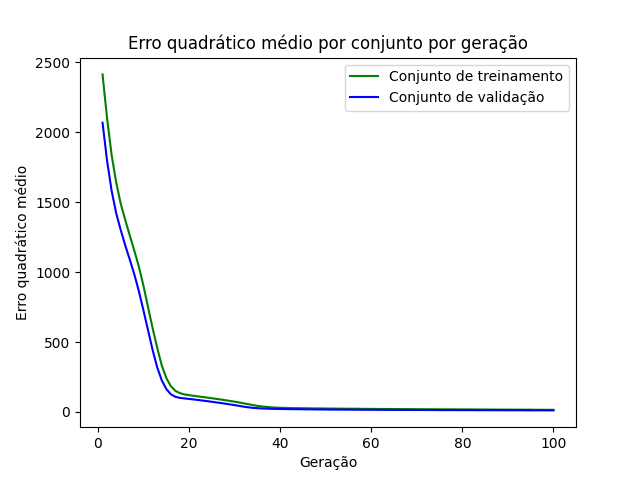 Erro quadrático médio por conjunto por geração
Conjunto de treinamento
Conjunto de validação
Erro quadrático médio
2500
2000
1500
1000
500
0
0 20 40 60 80 100
Geração